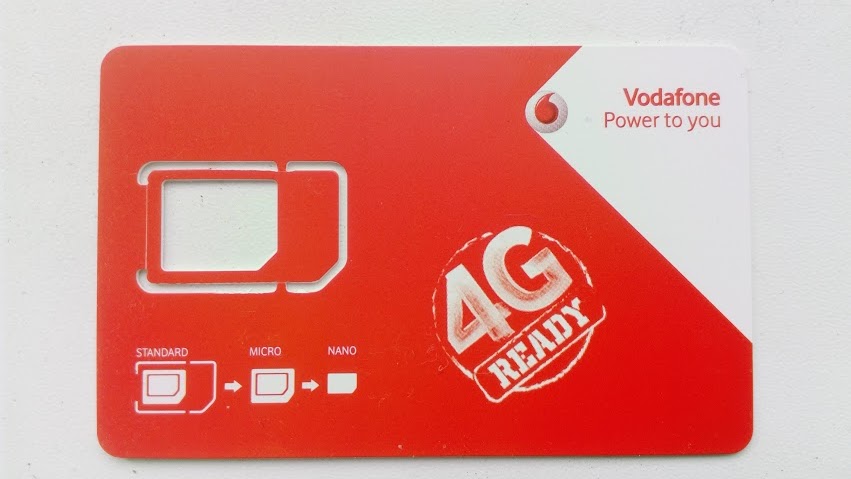 Vodafone
Power to you
4G
READY
STANDARD MICRO NANO